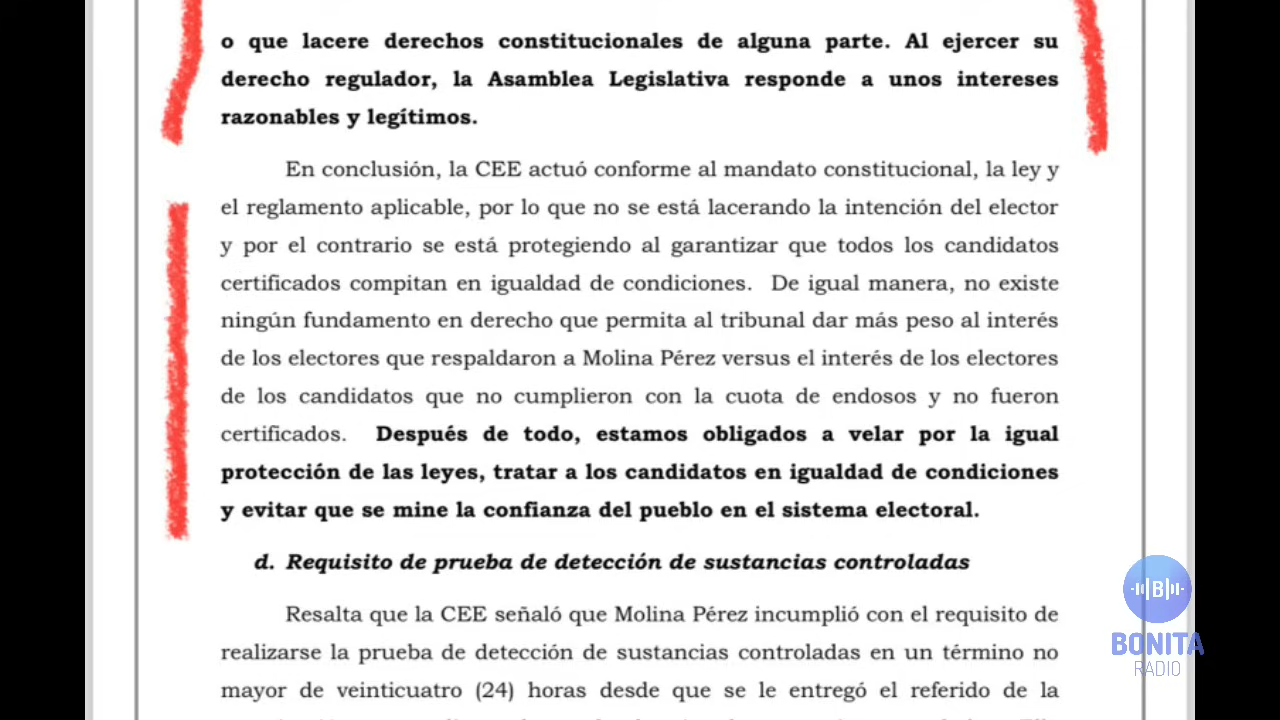 o que lacere derechos constitucionales de alguna parte. Al ejercer su
derecho regulador, la Asamblea Legislativa responde a unos intereses
razonables y legítimos.
En conclusión, la CEE actuó conforme al mandato constitucional, la ley y
el reglamento aplicable, por lo que no se está lacerando la intención del elector
y por el contrario se está protegiendo al garantizar que todos los candidatos
certificados compitan en igualdad de condiciones. De igual manera, no existe
ningún fundamento en derecho que permita al tribunal dar más peso al interés
de los electores que respaldaron a Molina Pérez versus el interés de los electores
de los candidatos que no cumplieron con la cuota de endosos y no fueron
certificados. Después de todo, estamos obligados a velar por la igual
protección de las leyes, tratar a los candidatos en igualdad de condiciones
y evitar que se mine la confianza del pueblo en el sistema electoral.
d. Requisito de prueba de detección de sustancias controladas
Resalta que la CEE señaló que Molina Pérez incumplió con el requisito de
realizarse la prueba de detección de sustancias controladas en un término no
mayor de veinticuatro (24) horas desde que se le entregó el referido de la
B
BONITA
RADIO